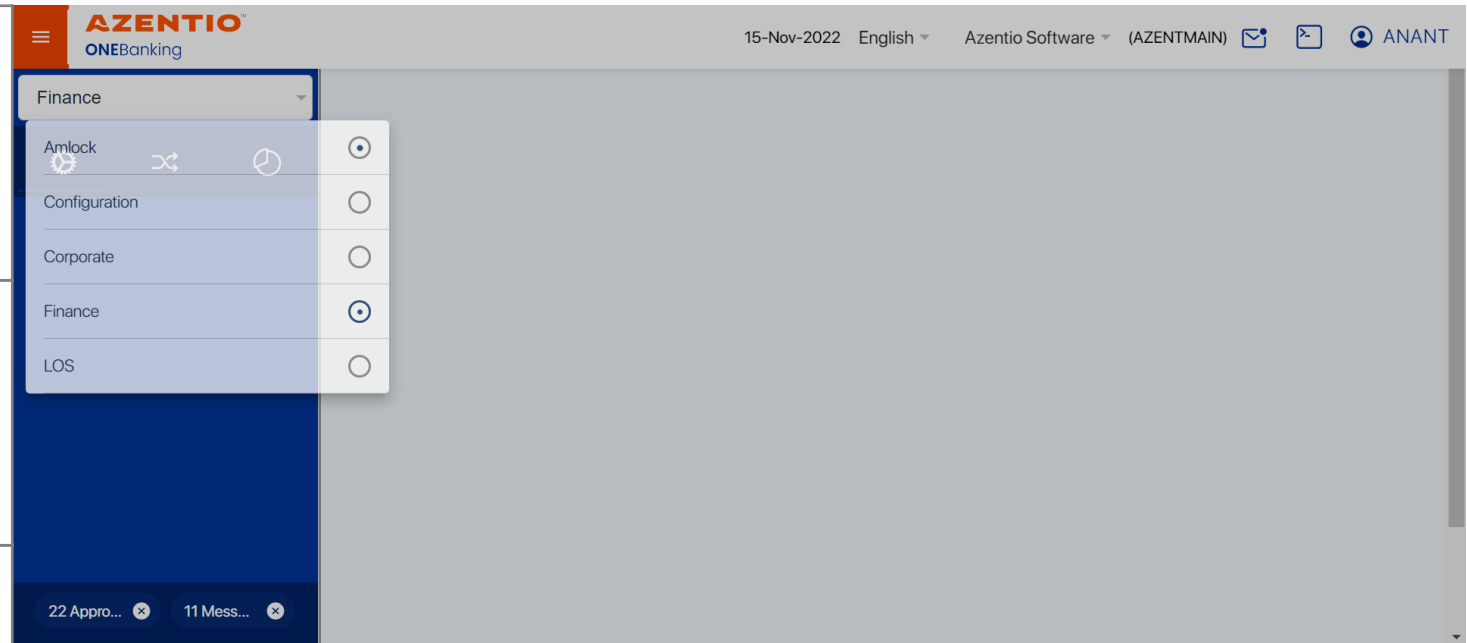 AZENTIO™
ONEBanking
15-Nov-2022 English Azentio Software (AZENTMAIN) ANANT
Finance
Amlock
Configuration
Corporate
Finance
LOS
22 Appro... 11 Mess...